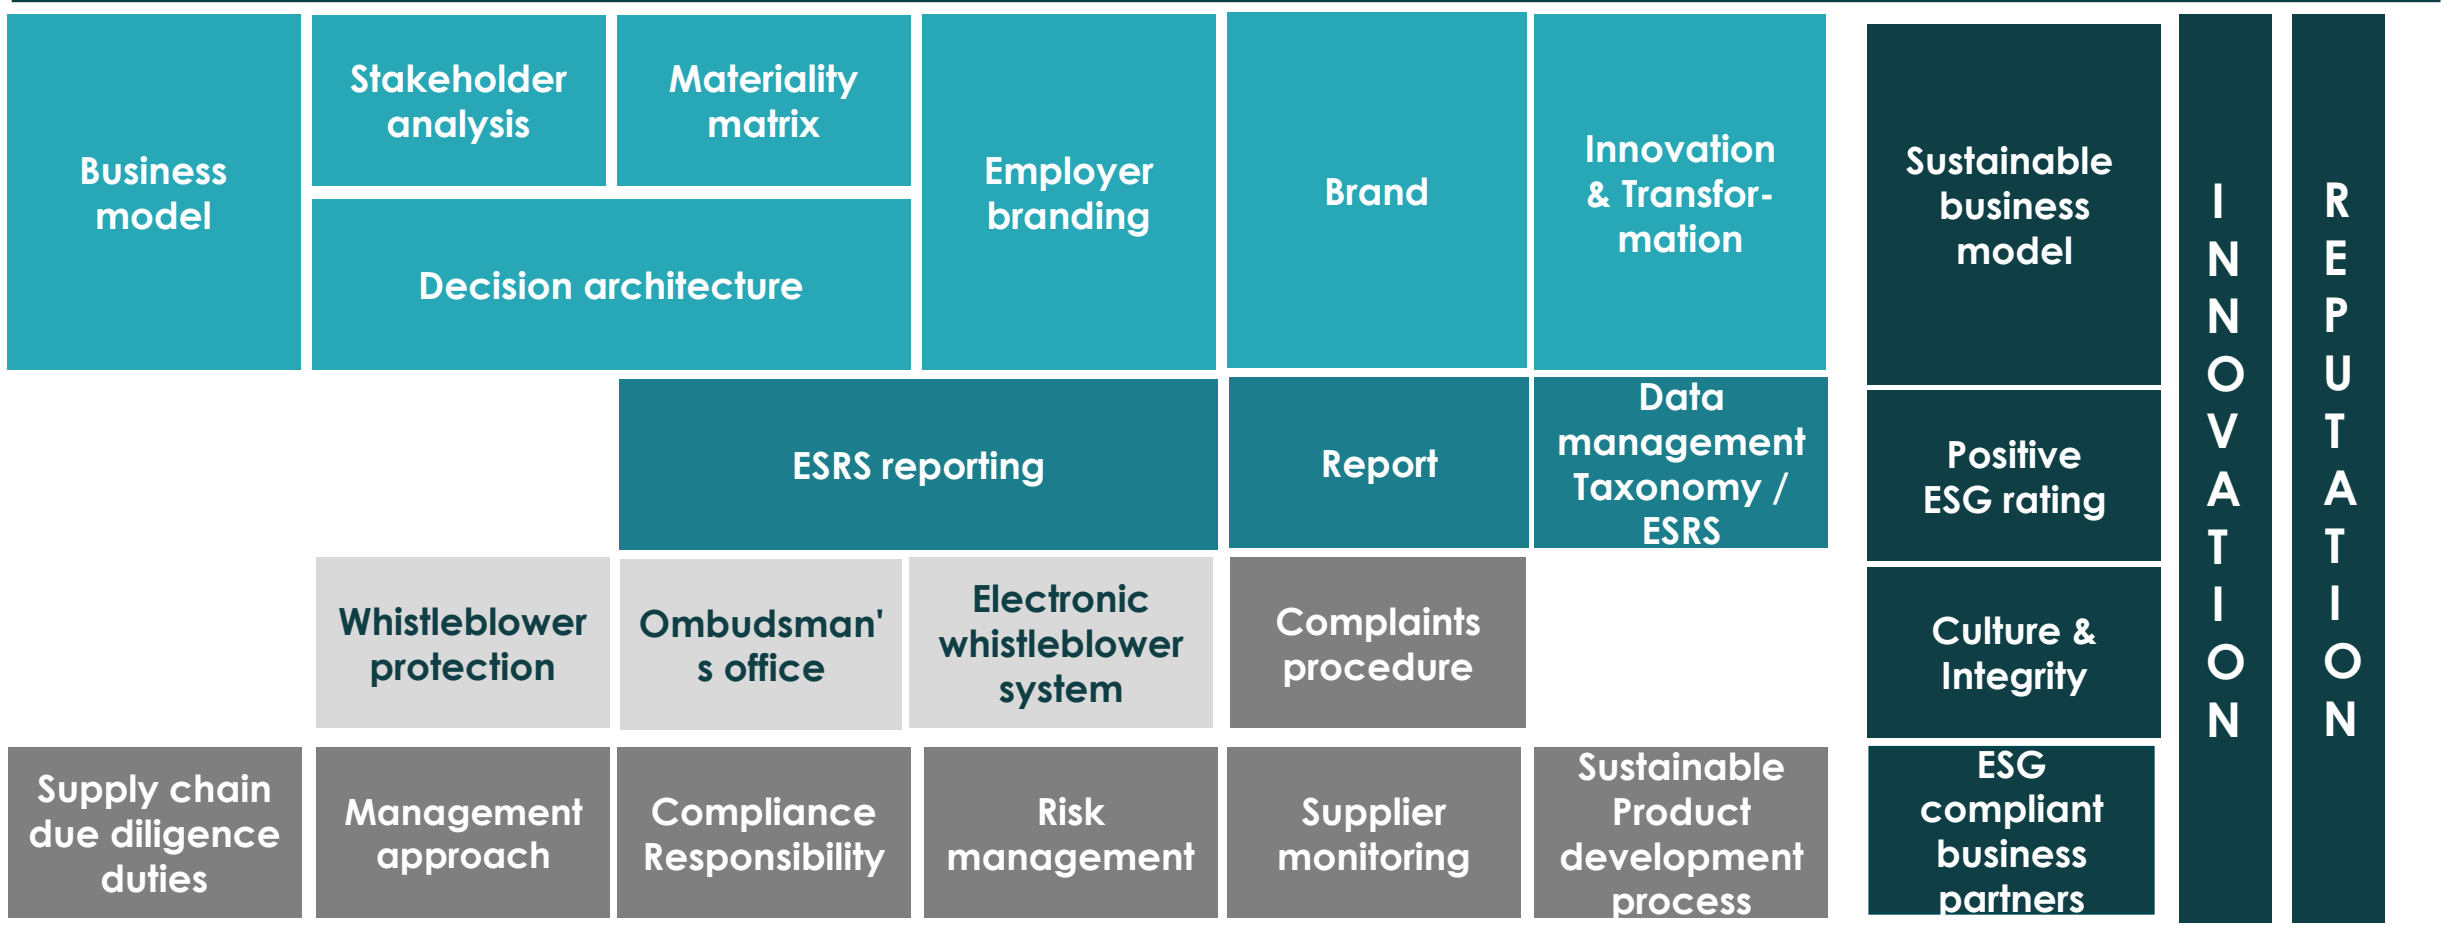 Business
model
Stakeholder
analysis
Materiality
matrix
Decision architecture
Employer
branding
Brand
Innovation
& Transfor-
mation
Sustainable
business
model
ESRS reporting
Report
Data
management
Taxonomy /
ESRS
Positive
ESG rating
Whistleblower
protection
Ombudsman'
s office
Electronic
whistleblower
system
Complaints
procedure
Culture &
Integrity
Supply chain
due diligence
duties
Management
approach
Compliance
Responsibility
Risk
management
Supplier
monitoring
Sustainable
Product
development
process
ESG
compliant
business
partners
INNOVATION
REPUTATION